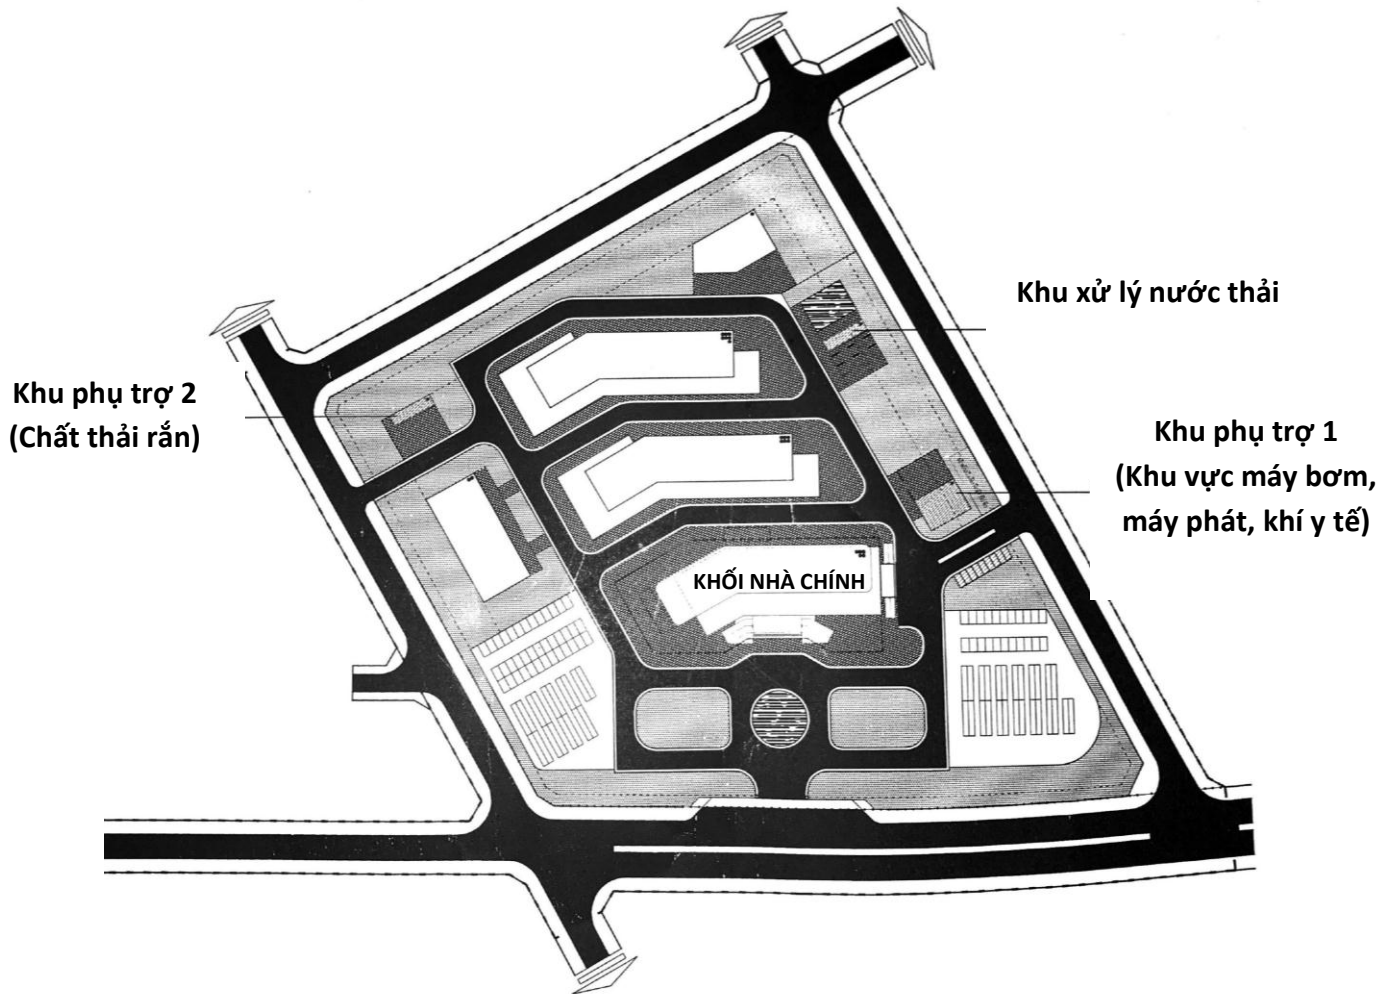 Khu xử lý nước thải
Khu phụ trợ 2
(Chất thải rắn)
Khu phụ trợ 1
(Khu vực máy bơm,
máy phát, khí y tế)
KHỐI NHÀ CHÍNH